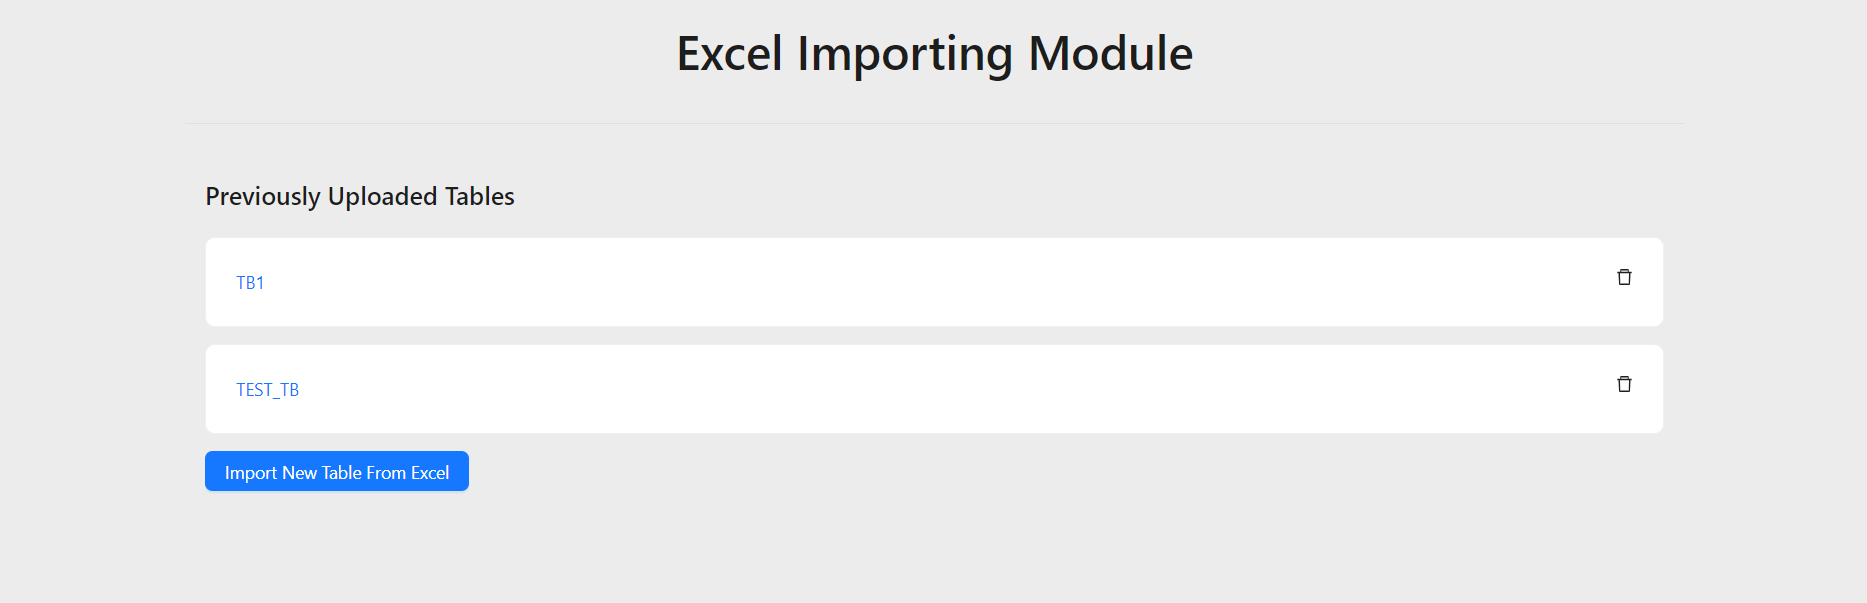 Excel Importing Module
Previously Uploaded Tables
TB1
TEST_TB
Import New Table From Excel